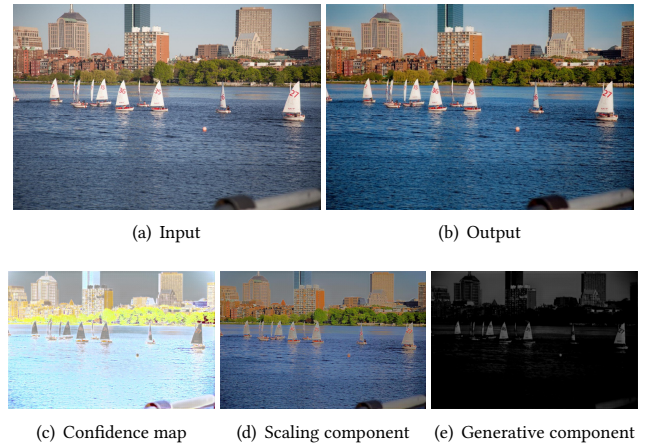 (a) Input
(b) Output
(c) Confidence map
(d) Scaling component
(e) Generative component